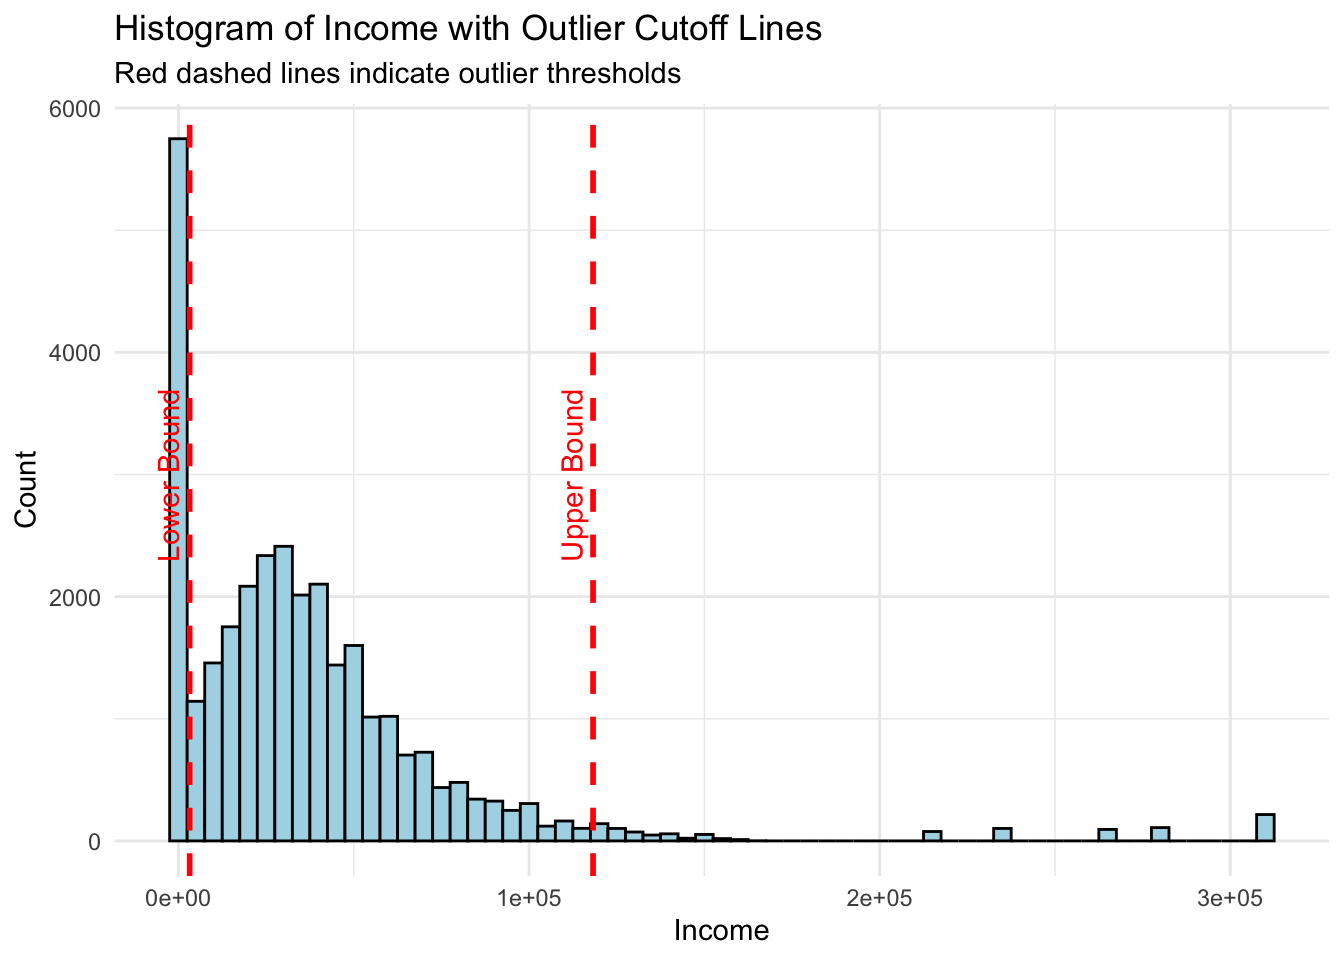 Histogram of Income with Outlier Cutoff Lines
Red dashed lines indicate outlier thresholds
6000
4000
2000
0
Count
Lower Bound
Upper Bound
0e+00
1e+05
2e+05
3e+05
Income